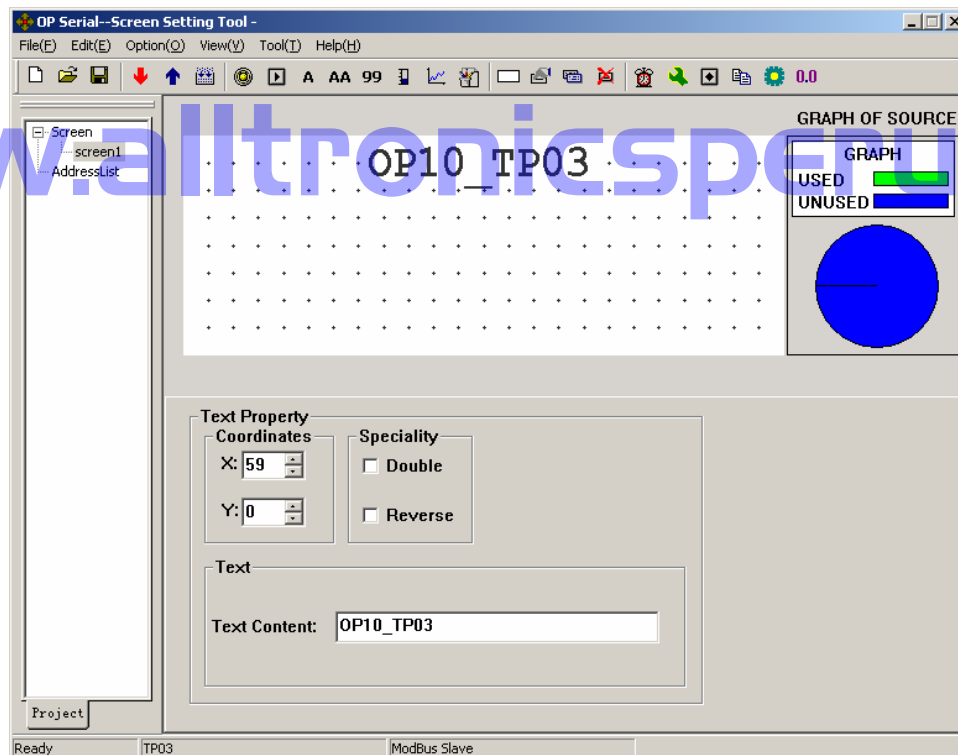 OP Serial--Screen Setting Tool -
File(F) Edit(E) Option(O) View(V) Tool(T) Help(H)
A AA 99 0.0
Screen
screen1
AddressList
w.alltronicsperu
OP10_TP03
GRAPH OF SOURCE
GRAPH
USED
UNUSED
Text Property
Coordinates
X: 59
Y: 0
Speciality
Double
Reverse
Text
Text Content: OP10_TP03
Project
Ready TP03 ModBus Slave